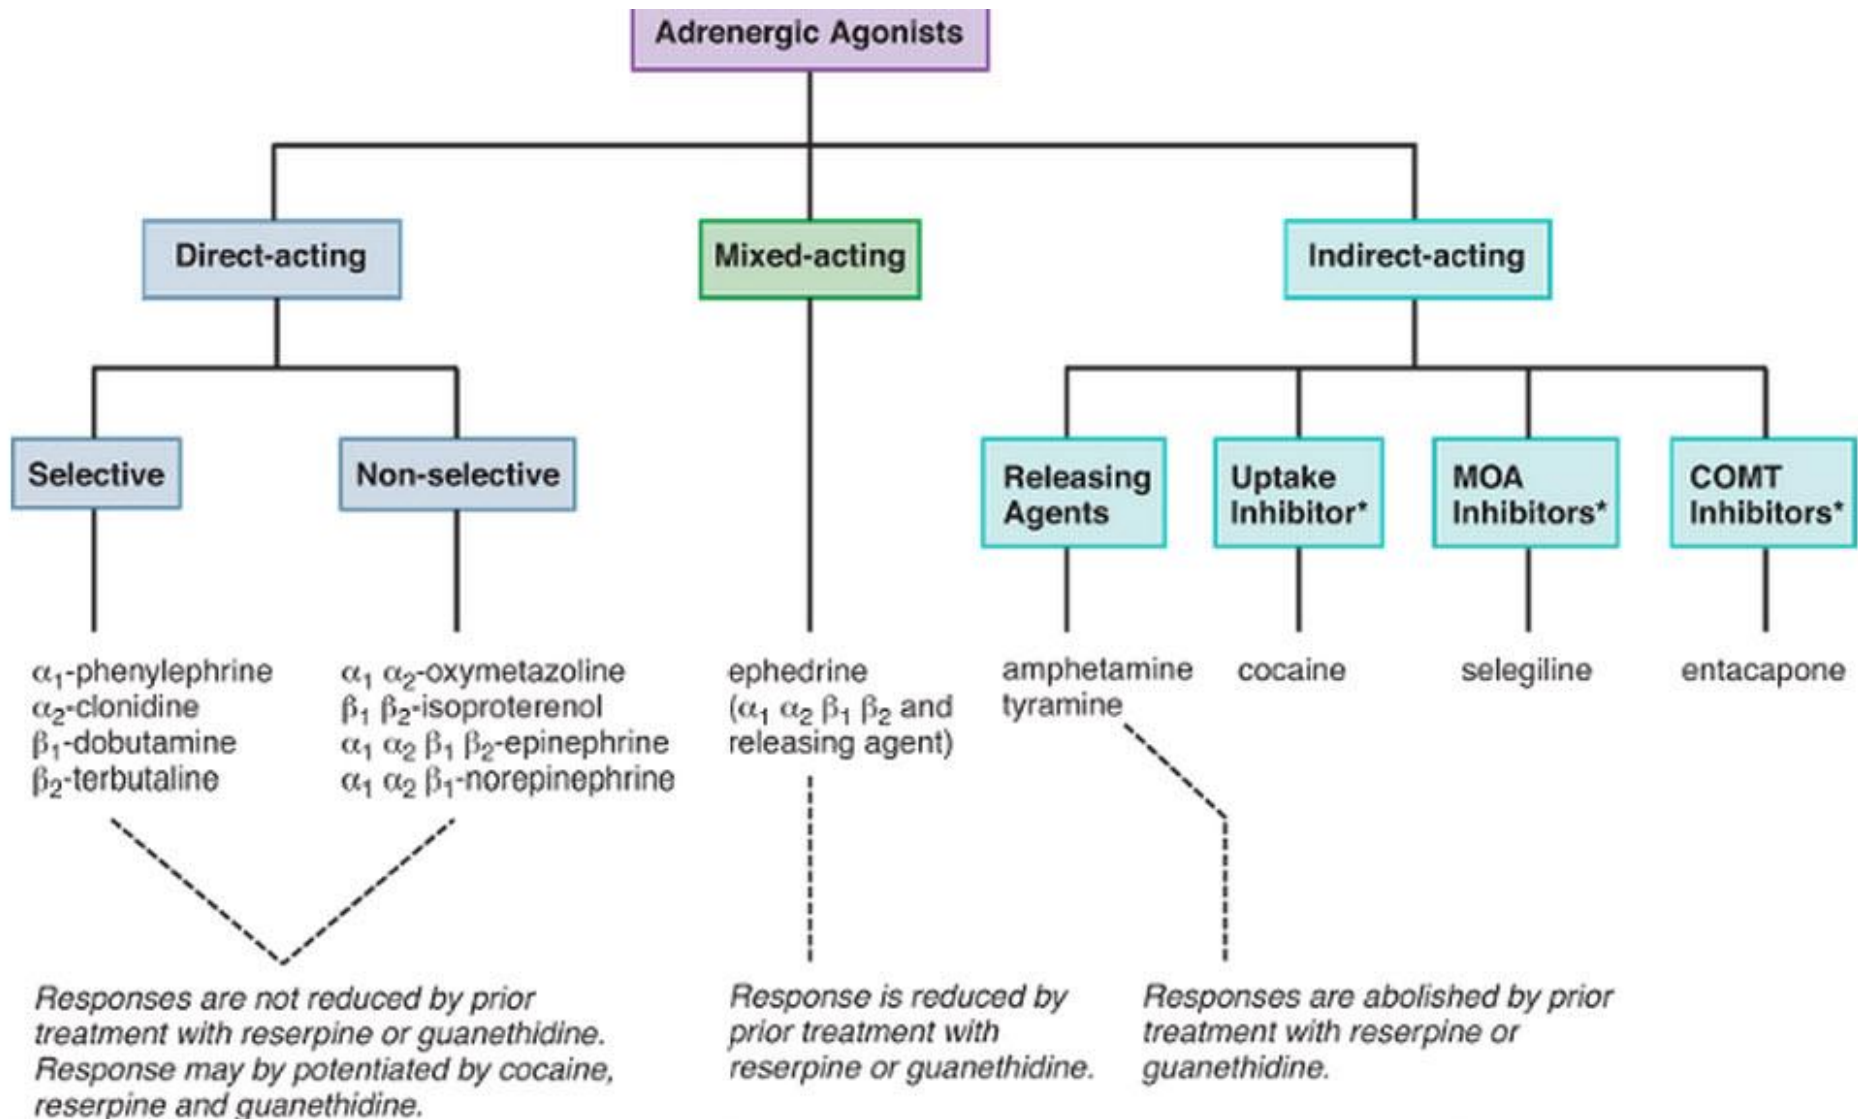 Adrenergic Agonists
Direct-acting
Mixed-acting
Indirect-acting
Selective
Non-selective
Releasing
Agents
Uptake
Inhibitor*
MOA
Inhibitors*
COMT
Inhibitors*
α₁-phenylephrine
α₂-clonidine
β₁-dobutamine
β₂-terbutaline
α₁ α₂-oxymetazoline
β₁ β₂-isoproterenol
α₁ α₂ β₁ β₂-epinephrine
α₁ α₂ β₁-norepinephrine
ephedrine
(α₁ α₂ β₁ β₂ and
releasing agent)
amphetamine
tyramine
cocaine
selegiline
entacapone
Responses are not reduced by prior
treatment with reserpine or guanethidine.
Response may by potentiated by cocaine,
reserpine and guanethidine.
Response is reduced by
prior treatment with
reserpine or guanethidine.
Responses are abolished by prior
treatment with reserpine or
guanethidine.